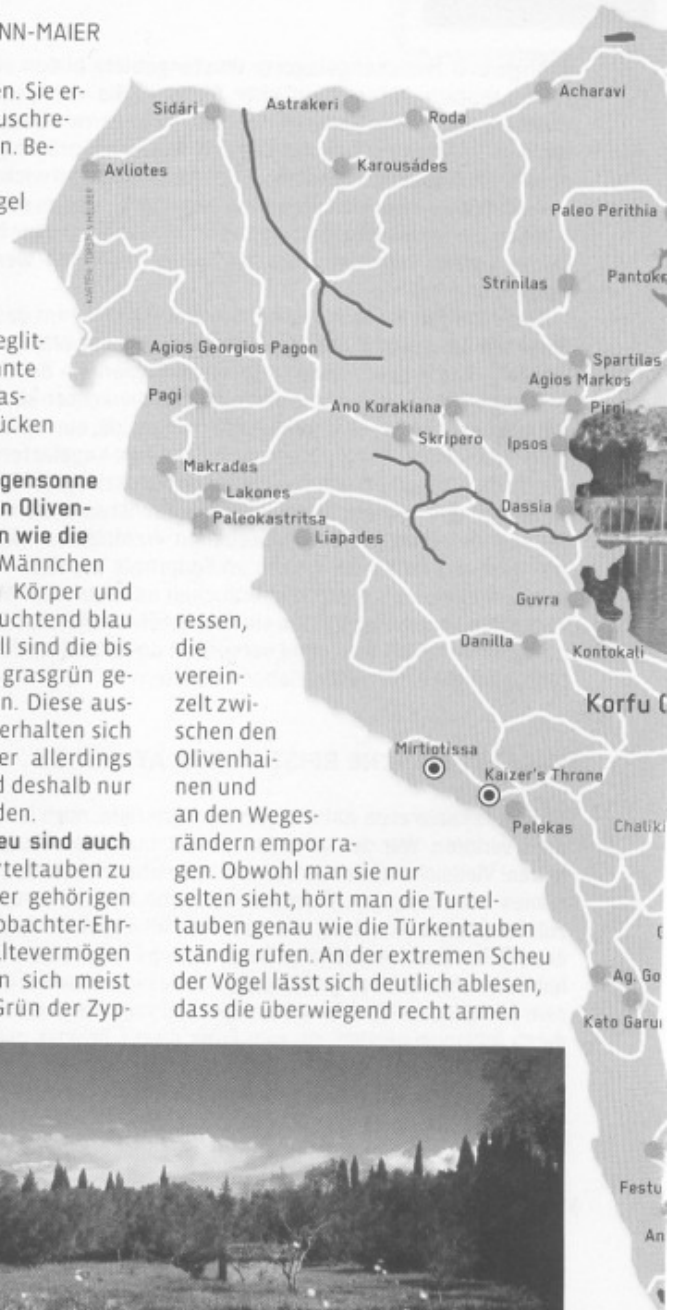 NN-MAIER
en. Sie er-
uschre-
n. Be-
gel
eglit-
nte
as-
ücken
gensonne
n Oliven-
n wie die
Männchen
Körper und
uchtend blau
ll sind die bis
grasgrün ge-
n. Diese aus-
erhalten sich
er allerdings
d deshalb nur
den.
eu sind auch
rteltauben zu
er gehörigen
obachter-Ehr-
altevermögen
n sich meist
Grün der Zyp-
ressen,
die
verein-
zelt zwi-
schen den
Olivenhai-
nen und
an den Weges-
rändern empor ra-
gen. Obwohl man sie nur
selten sieht, hört man die Turtel-
tauben genau wie die Türkentauben
ständig rufen. An der extremen Scheu
der Vögel lässt sich deutlich ablesen,
dass die überwiegend recht armen
Sidári
Astrakeri
Roda
Acharavi
Avliotes
Karousádes
Paleo Perithia
Strinilas
Pantok
Agios Georgios Pagon
Spartilas
Agios Markos
Pagi
Ano Korakiana
Pirgi
Skripero
Ipsos
Makrades
Lakones
Dassia
Paleokastritsa
Liapades
Guvra
Danilla
Kontokali
Korfu
Mirtiotissa
Kaizer's Throne
Pelekas
Chaliki
Ag. Go
Kato Garu
Festu
An